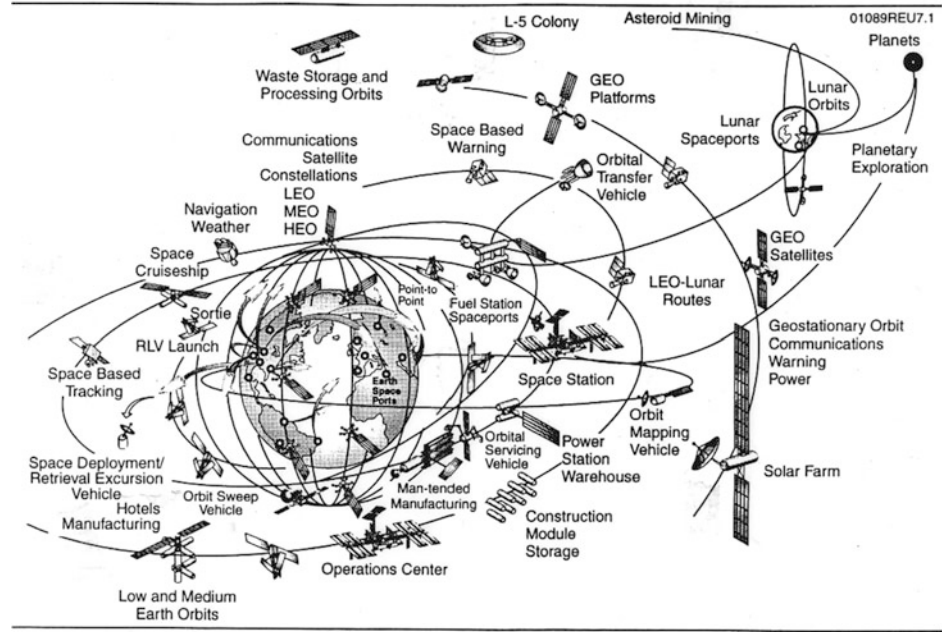 L-5 Colony
Asteroid Mining
01089REU7.1
Planets
Waste Storage and
Processing Orbits
GEO
Platforms
Lunar
Orbits
Lunar
Spaceports
Communications
Satellite
Constellations
LEO
MEO
HEO
Space Based
Warning
Orbital
Transfer
Vehicle
Planetary
Exploration
Navigation
Weather
Space
Cruiseship
GEO
Satellites
Point-to
Point
Fuel Station
Spaceports
LEO-Lunar
Routes
Sortie
RLV Launch
Geostationary Orbit
Communications
Warning
Power
Space Based
Tracking
Earth
Space
Ports
Space Station
Orbit
Mapping
Vehicle
Solar Farm
Space Deployment/
Retrieval Excursion
Vehicle
Hotels
Manufacturing
Orbit Sweep
Vehicle
Man-tended
Manufacturing
Orbital
Servicing
Vehicle
Power
Station
Warehouse
Construction
Module
Storage
Operations Center
Low and Medium
Earth Orbits